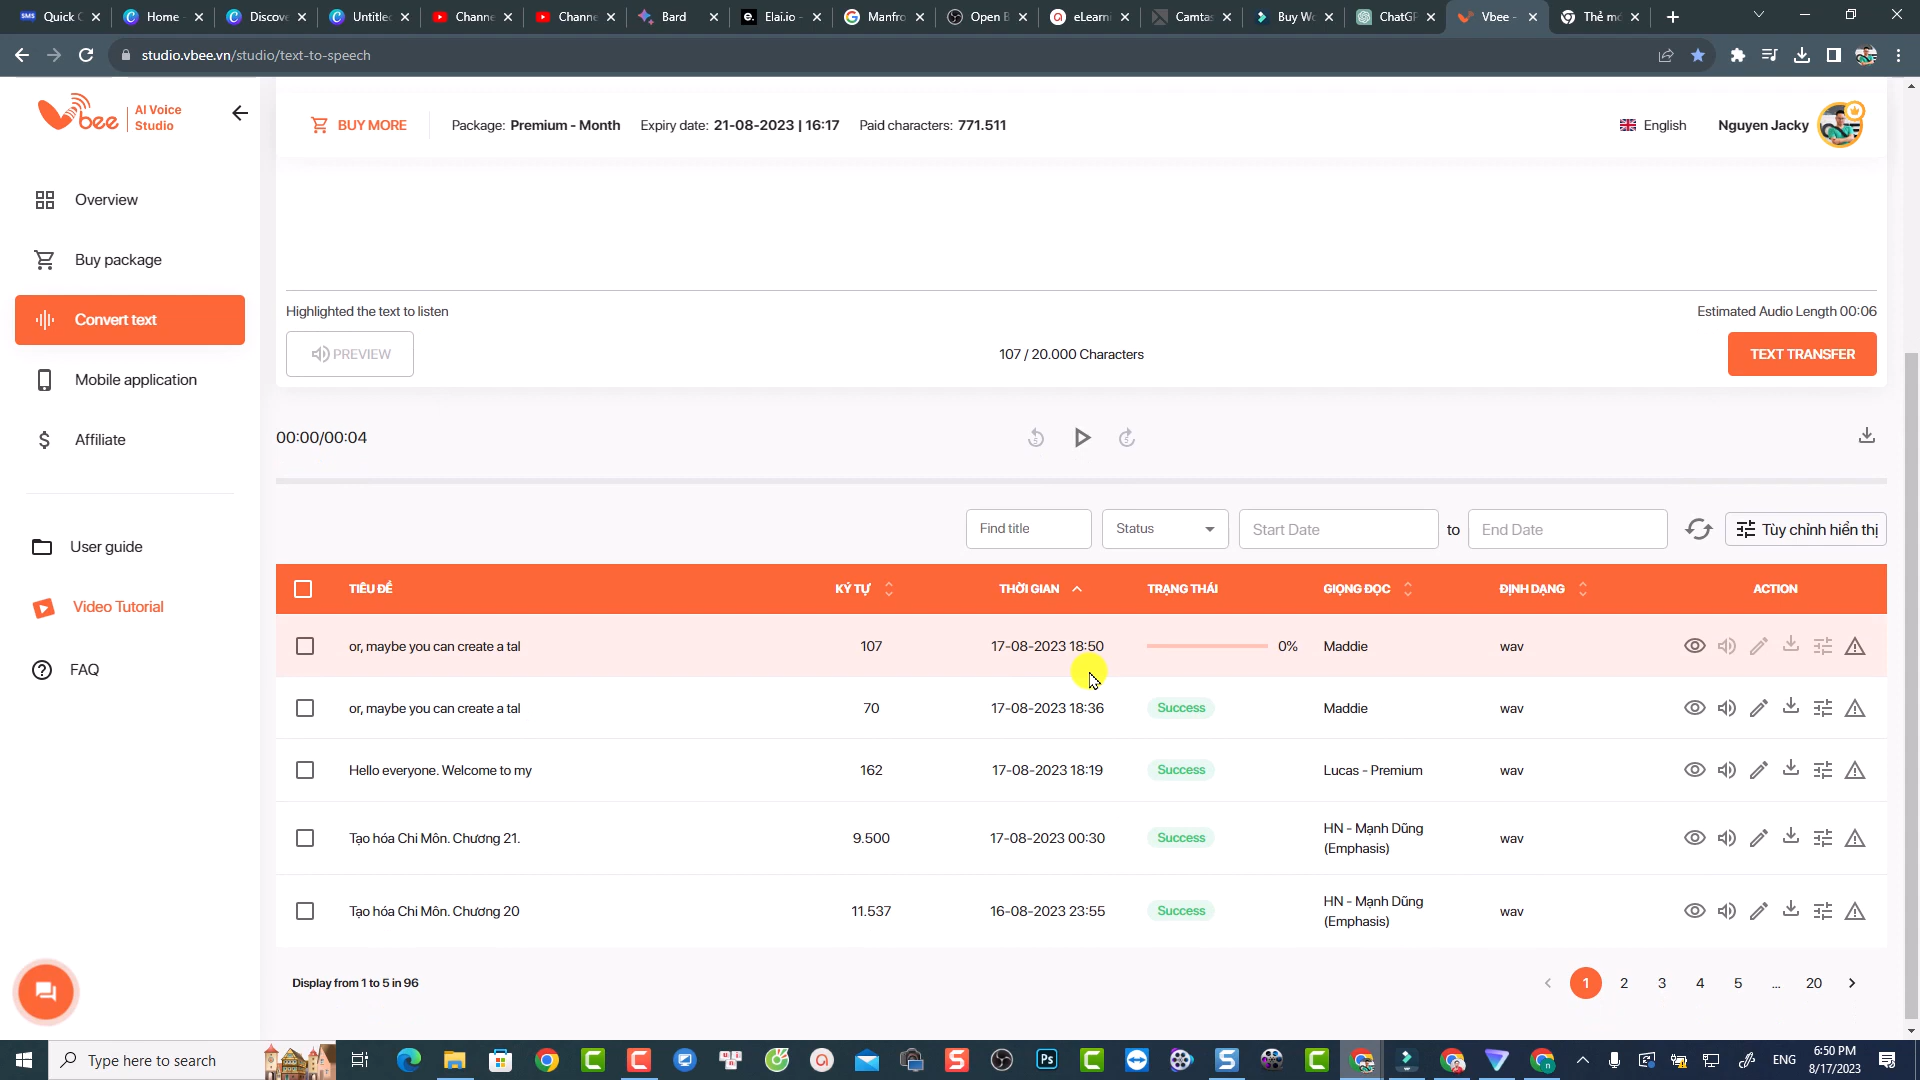 Quick C
Home -
Discove
Untitle
Channe
Channe
Bard
Elai.io -
Manfro
Open B
eLearni
Camtas
Buy Wo
ChatGP
Vbee -
Thẻ mớ
studio.vbee.vn/studio/text-to-speech
Vbee
AI Voice
Studio
BUY MORE
Package: Premium - Month
Expiry date: 21-08-2023 | 16:17
Paid characters: 771.511
English
Nguyen Jacky
Overview
Buy package
Convert text
Mobile application
Affiliate
User guide
Video Tutorial
FAQ
Highlighted the text to listen
Estimated Audio Length 00:06
PREVIEW
107 / 20.000 Characters
TEXT TRANSFER
00:00/00:04
5
5
Find title
Status
Start Date
to
End Date
Tùy chỉnh hiển thị
TIÊU ĐỀ KÝ TỰ THỜI GIAN TRẠNG THÁI GIỌNG ĐỌC ĐỊNH DẠNG ACTION
or, maybe you can create a tal 107 17-08-2023 18:50 0% Maddie wav
or, maybe you can create a tal 70 17-08-2023 18:36 Success Maddie wav
Hello everyone. Welcome to my 162 17-08-2023 18:19 Success Lucas - Premium wav
Tạo hóa Chi Môn. Chương 21. 9.500 17-08-2023 00:30 Success HN - Mạnh Dũng wav
(Emphasis)
Tạo hóa Chi Môn. Chương 20 11.537 16-08-2023 23:55 Success HN - Mạnh Dũng wav
(Emphasis)
Display from 1 to 5 in 96
1 2 3 4 5 ... 20
Type here to search
ENG
6:50 PM
8/17/2023